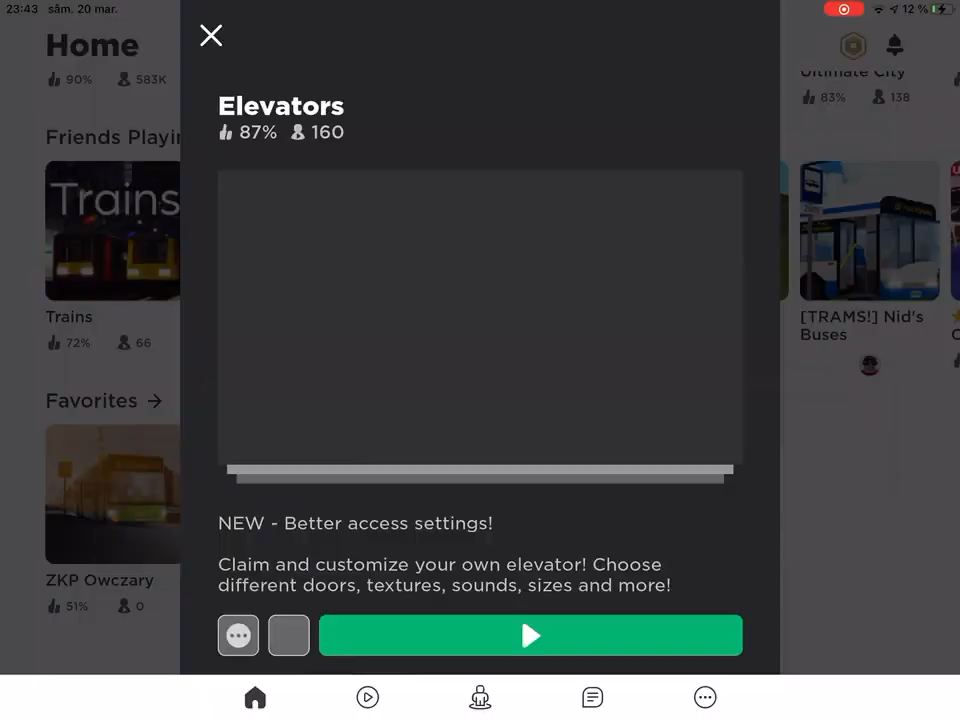 23:43 sâm. 20 mar.
12 %
Home
90% 583K
Friends Playin
Trains
Trains
72% 66
Favorites →
ZKP Owczary
51% 0
Elevators
87% 160
NEW - Better access settings!
Claim and customize your own elevator! Choose
different doors, textures, sounds, sizes and more!
Ultimate City
83% 138
[TRAMS!] Nid's
Buses